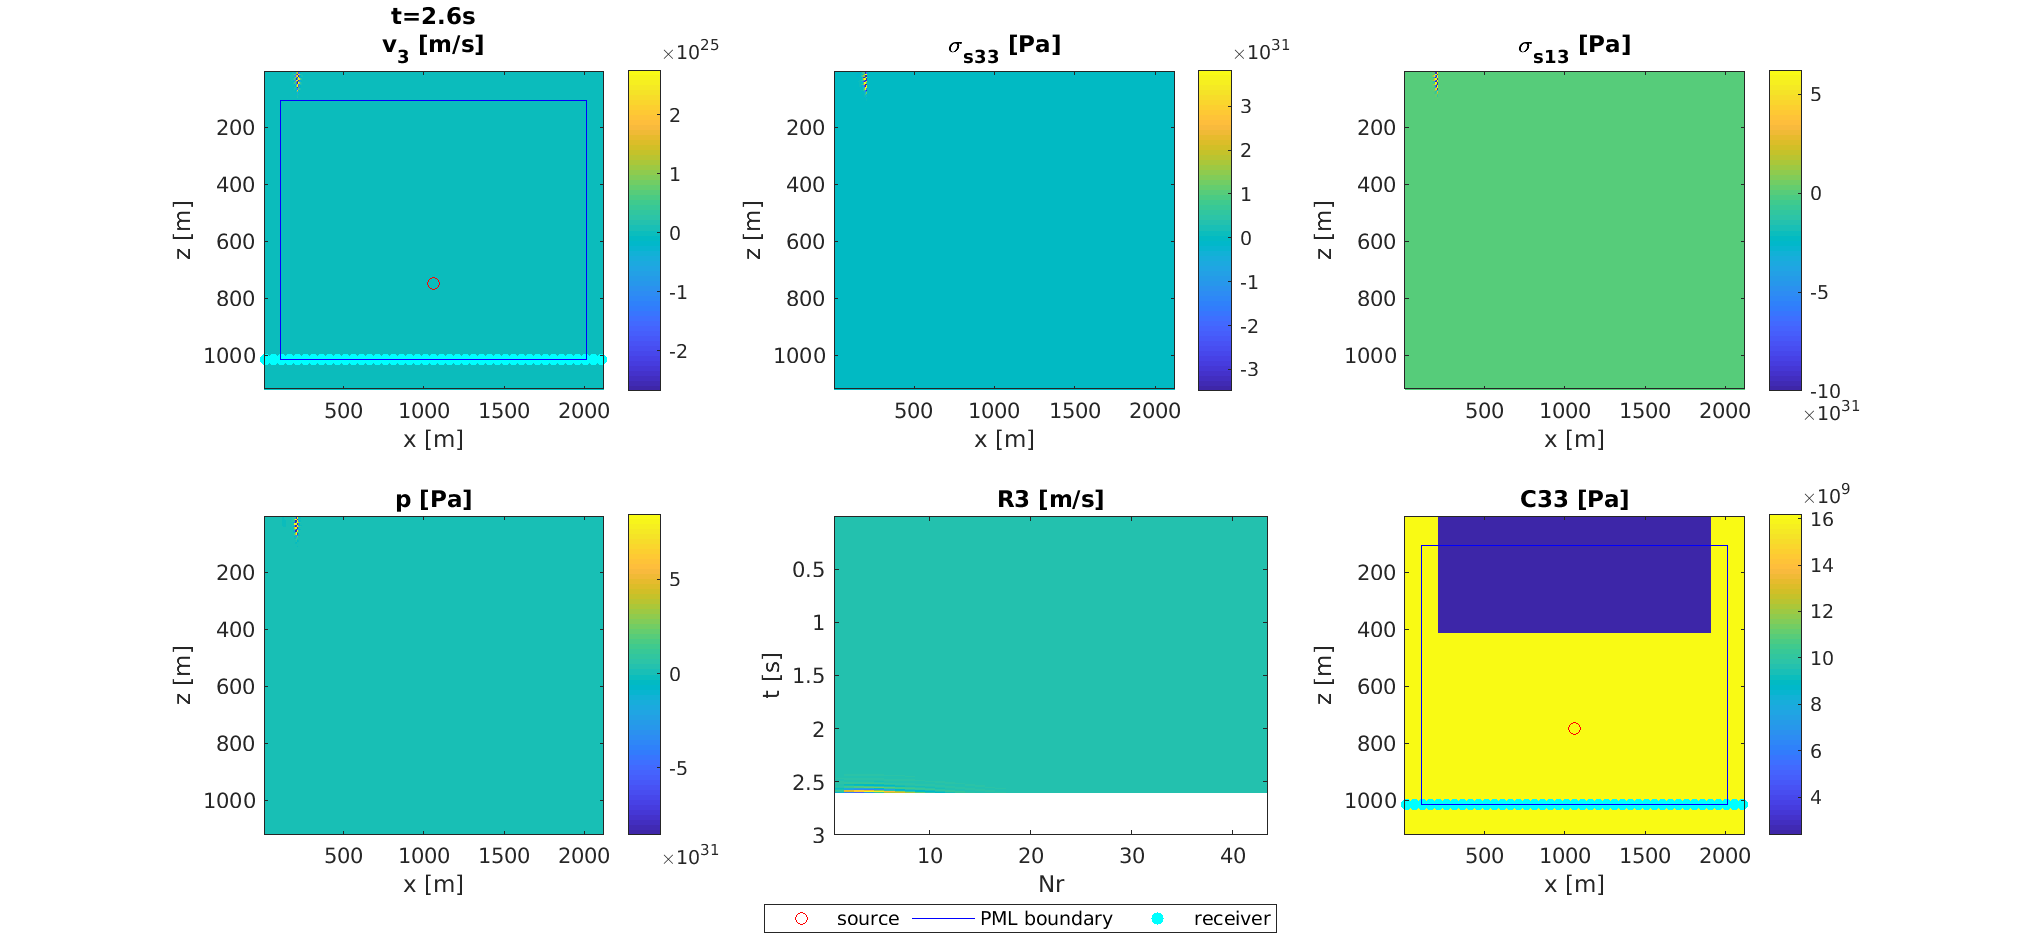 t=2.6s
v3 [m/s]
×10^25
2
1
0
-1
-2
200
400
600
800
1000
z [m]
500 1000 1500 2000
x [m]
σs33 [Pa]
×10^31
3
2
1
0
-1
-2
-3
200
400
600
800
1000
z [m]
500 1000 1500 2000
x [m]
σs13 [Pa]
5
0
-5
-10
×10^31
200
400
600
800
1000
z [m]
500 1000 1500 2000
x [m]
p [Pa]
5
0
-5
×10^31
200
400
600
800
1000
z [m]
500 1000 1500 2000
x [m]
R3 [m/s]
0.5
1
1.5
2
2.5
3
t [s]
10 20 30 40
Nr
C33 [Pa]
×10^9
16
14
12
10
8
6
4
200
400
600
800
1000
z [m]
500 1000 1500 2000
x [m]
source PML boundary receiver